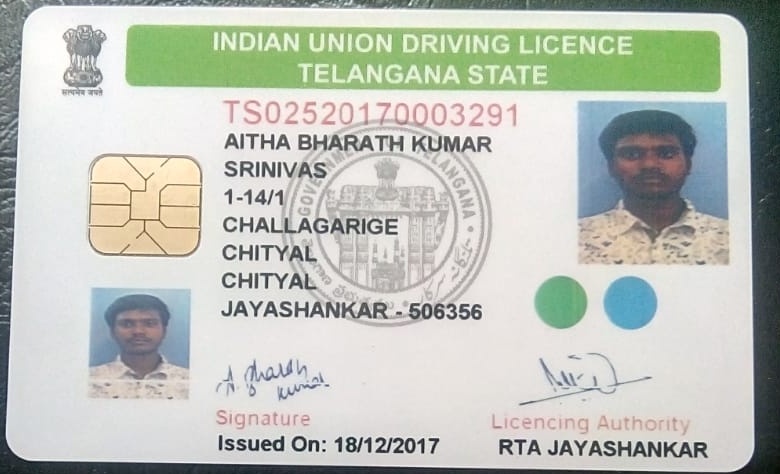 INDIAN UNION DRIVING LICENCE
TELANGANA STATE
सत्यमेव जयते
TS02520170003291
AITHA BHARATH KUMAR
SRINIVAS
1-14/1
CHALLAGARIGE
CHITYAL
CHITYAL
JAYASHANKAR - 506356
GOVERNMENT OF TELANGANA
A. Bharath
kumar
Signature
Licencing Authority
Issued On: 18/12/2017
RTA JAYASHANKAR